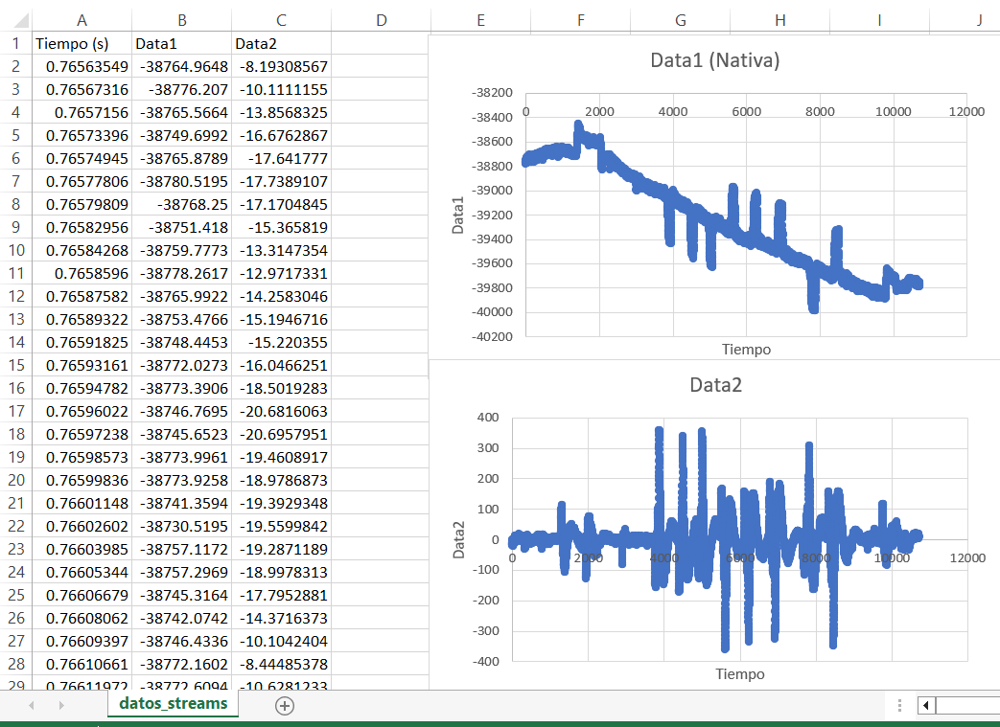 A B C D E F G H I J
1 Tiempo (s) Data1 Data2
2 0.76563549 -38764.9648 -8.19308567
3 0.76567316 -38776.207 -10.1111155
4 0.7657156 -38765.5664 -13.8568325
5 0.76573396 -38749.6992 -16.6762867
6 0.76574945 -38765.8789 -17.641777
7 0.76577806 -38780.5195 -17.7389107
8 0.76579809 -38768.25 -17.1704845
9 0.76582956 -38751.418 -15.365819
10 0.76584268 -38759.7773 -13.3147354
11 0.7658596 -38778.2617 -12.9717331
12 0.76587582 -38765.9922 -14.2583046
13 0.76589322 -38753.4766 -15.1946716
14 0.76591825 -38748.4453 -15.220355
15 0.76593161 -38772.0273 -16.0466251
16 0.76594782 -38773.3906 -18.5019283
17 0.76596022 -38746.7695 -20.6816063
18 0.76597238 -38745.6523 -20.6957951
19 0.76598573 -38773.9961 -19.4608917
20 0.76599836 -38773.9258 -18.9786873
21 0.76601148 -38741.3594 -19.3929348
22 0.76602602 -38730.5195 -19.5599842
23 0.76603985 -38757.1172 -19.2871189
24 0.76605344 -38757.2969 -18.9978313
25 0.76606679 -38745.3164 -17.7952881
26 0.76608062 -38742.0742 -14.3716373
27 0.76609397 -38746.4336 -10.1042404
28 0.76610661 -38772.1602 -8.44485378
29 0.76611972 -38772.6094 -10.6281233
Data1 (Nativa)
-38200
-38400
-38600
-38800
-39000
-39200
-39400
-39600
-39800
-40000
-40200
0 2000 4000 6000 8000 10000 12000
Data1
Tiempo
Data2
400
300
200
100
0
-100
-200
-300
-400
0 2000 4000 6000 8000 10000 12000
Data2
Tiempo
datos_streams